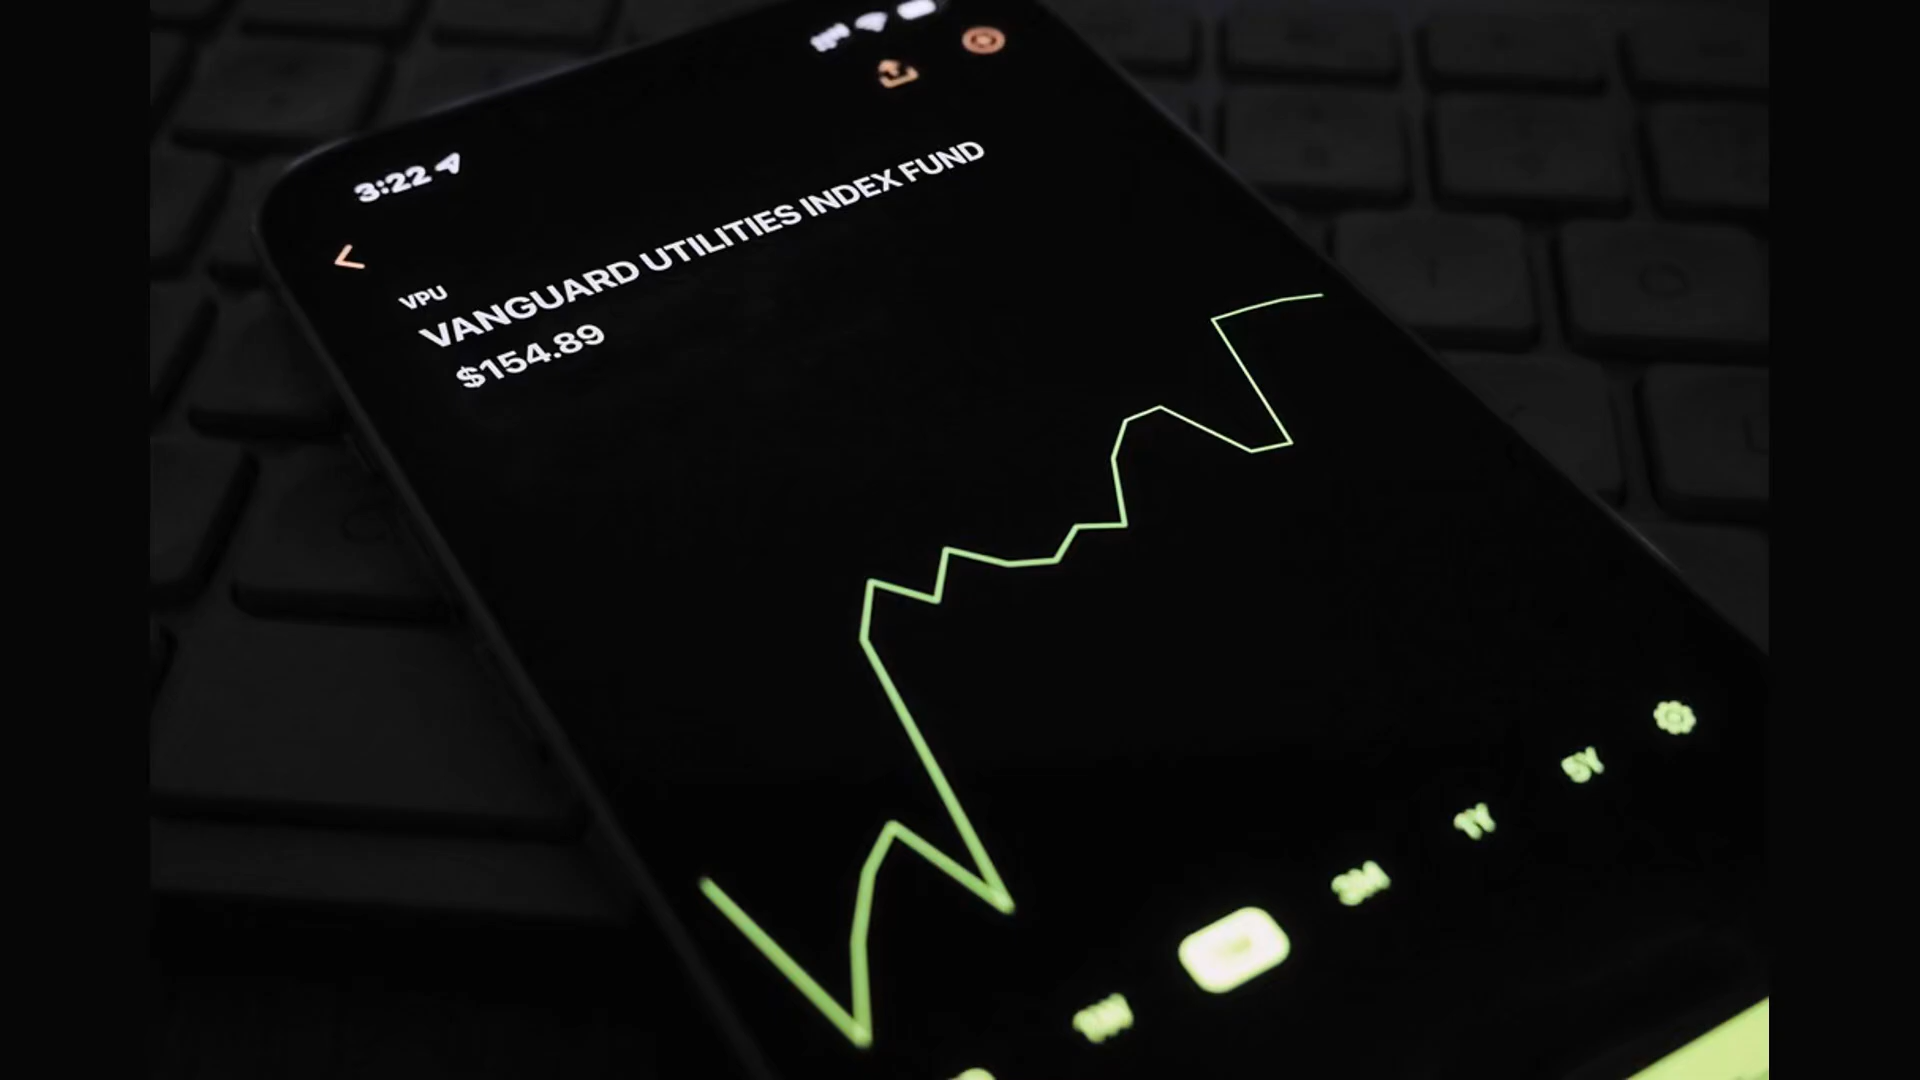 3:22
VPU
VANGUARD UTILITIES INDEX FUND
$154.89
3M
1Y
5Y